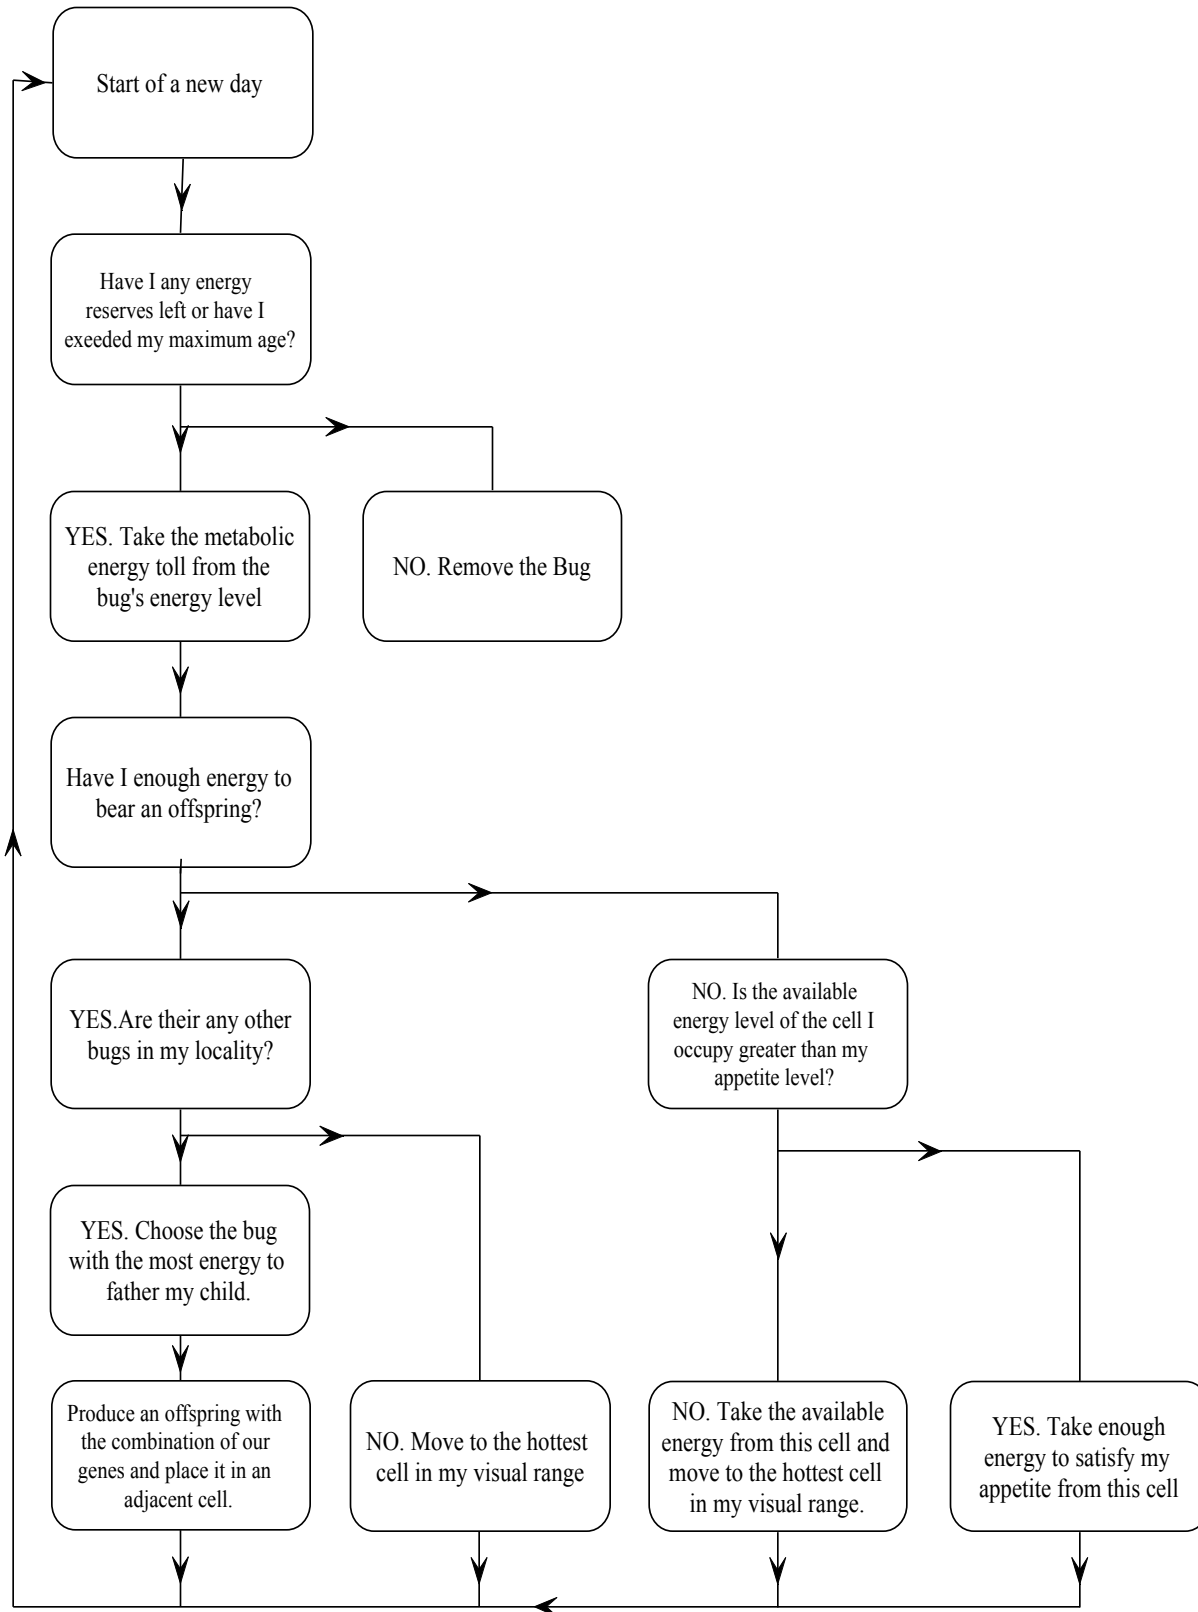 Start of a new day
Have I any energy
reserves left or have I
exeeded my maximum age?
YES. Take the metabolic
energy toll from the
bug's energy level
NO. Remove the Bug
Have I enough energy to
bear an offspring?
YES.Are their any other
bugs in my locality?
NO. Is the available
energy level of the cell I
occupy greater than my
appetite level?
YES. Choose the bug
with the most energy to
father my child.
Produce an offspring with
the combination of our
genes and place it in an
adjacent cell.
NO. Move to the hottest
cell in my visual range
NO. Take the available
energy from this cell and
move to the hottest cell
in my visual range.
YES. Take enough
energy to satisfy my
appetite from this cell